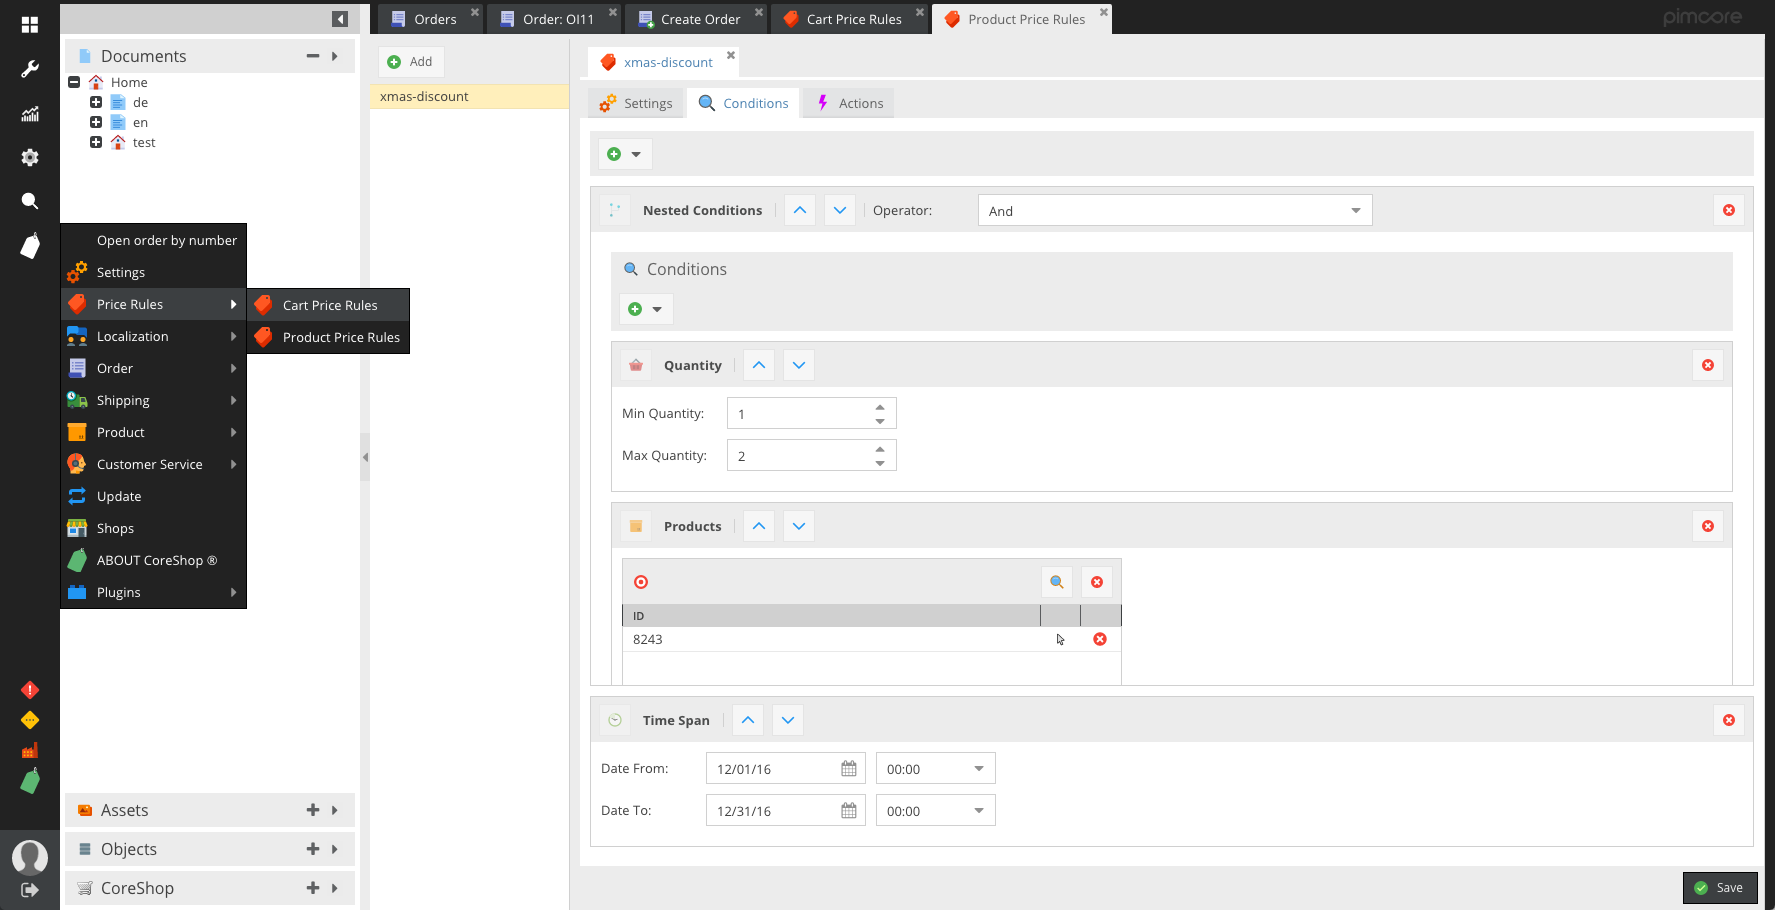 Orders
Order: OI11
Create Order
Cart Price Rules
Product Price Rules
pimcore
Documents
Home
de
en
test
Open order by number
Settings
Price Rules
Localization
Order
Shipping
Product
Customer Service
Update
Shops
ABOUT CoreShop ®
Plugins
Cart Price Rules
Product Price Rules
Assets
Objects
CoreShop
Add
xmas-discount
xmas-discount
Settings
Conditions
Actions
Nested Conditions
Operator:
And
Conditions
Quantity
Min Quantity:
1
Max Quantity:
2
Products
ID
8243
Time Span
Date From:
12/01/16
00:00
Date To:
12/31/16
00:00
Save